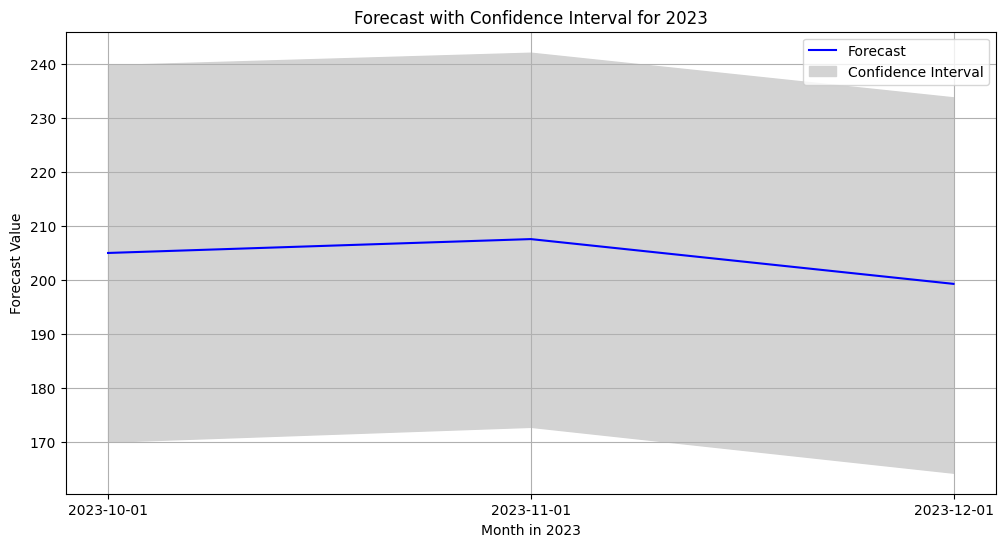 Forecast with Confidence Interval for 2023
Forecast
Confidence Interval
240
230
220
210
200
190
180
170
Forecast Value
2023-10-01
2023-11-01
2023-12-01
Month in 2023